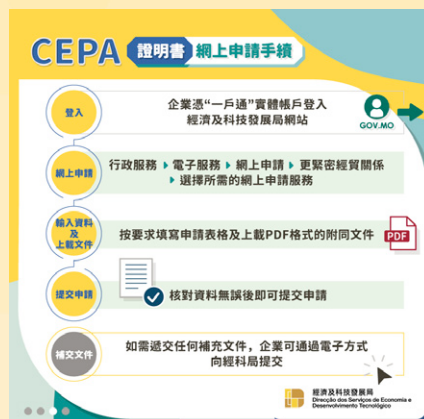 CEPA 證明書 網上申請手續
登入
企業憑“一戶通”實體帳戶登入
經濟及科技發展局網站
GOV.MO
網上申請
行政服務 ▶ 電子服務 ▶ 網上申請 ▶ 更緊密經貿關係
▶ 選擇所需的網上申請服務
輸入資料
及
上載文件
按要求填寫申請表格及上載PDF格式的附同文件
PDF
提交申請
核對資料無誤後即可提交申請
補交文件
如需遞交任何補充文件，企業可通過電子方式
向經科局提交
經濟及科技發展局
Direcção dos Serviços de Economia e
Desenvolvimento Tecnológico